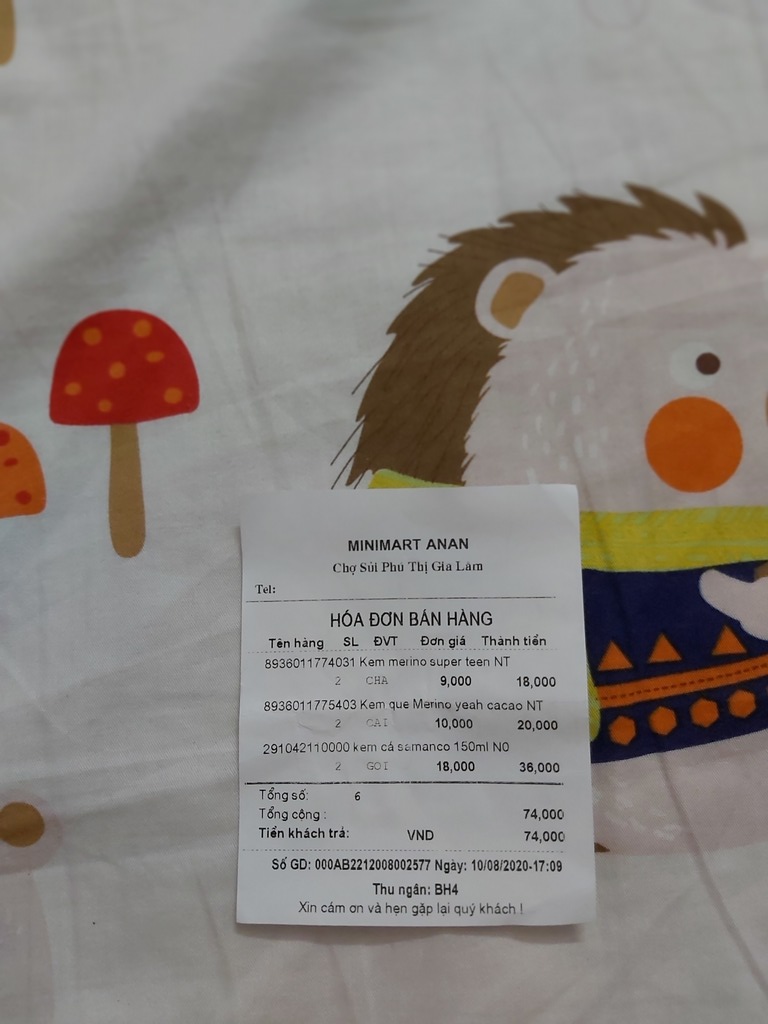 MINIMART ANAN
Chợ Sủi Phú Thị Gia Lâm
Tel:
HÓA ĐƠN BÁN HÀNG
Tên hàng SL ĐVT Đơn giá Thành tiền
8936011774031 Kem merino super teen NT
2 CHA 9,000 18,000
8936011775403 Kem que Merino yeah cacao NT
2 CAI 10,000 20,000
291042110000 kem cá samanco 150ml N0
2 GOI 18,000 36,000
Tổng số: 6
Tổng cộng : 74,000
Tiền khách trả: VND 74,000
Số GD: 000AB2212008002577 Ngày: 10/08/2020-17:09
Thu ngân: BH4
Xin cám ơn và hẹn gặp lại quý khách !